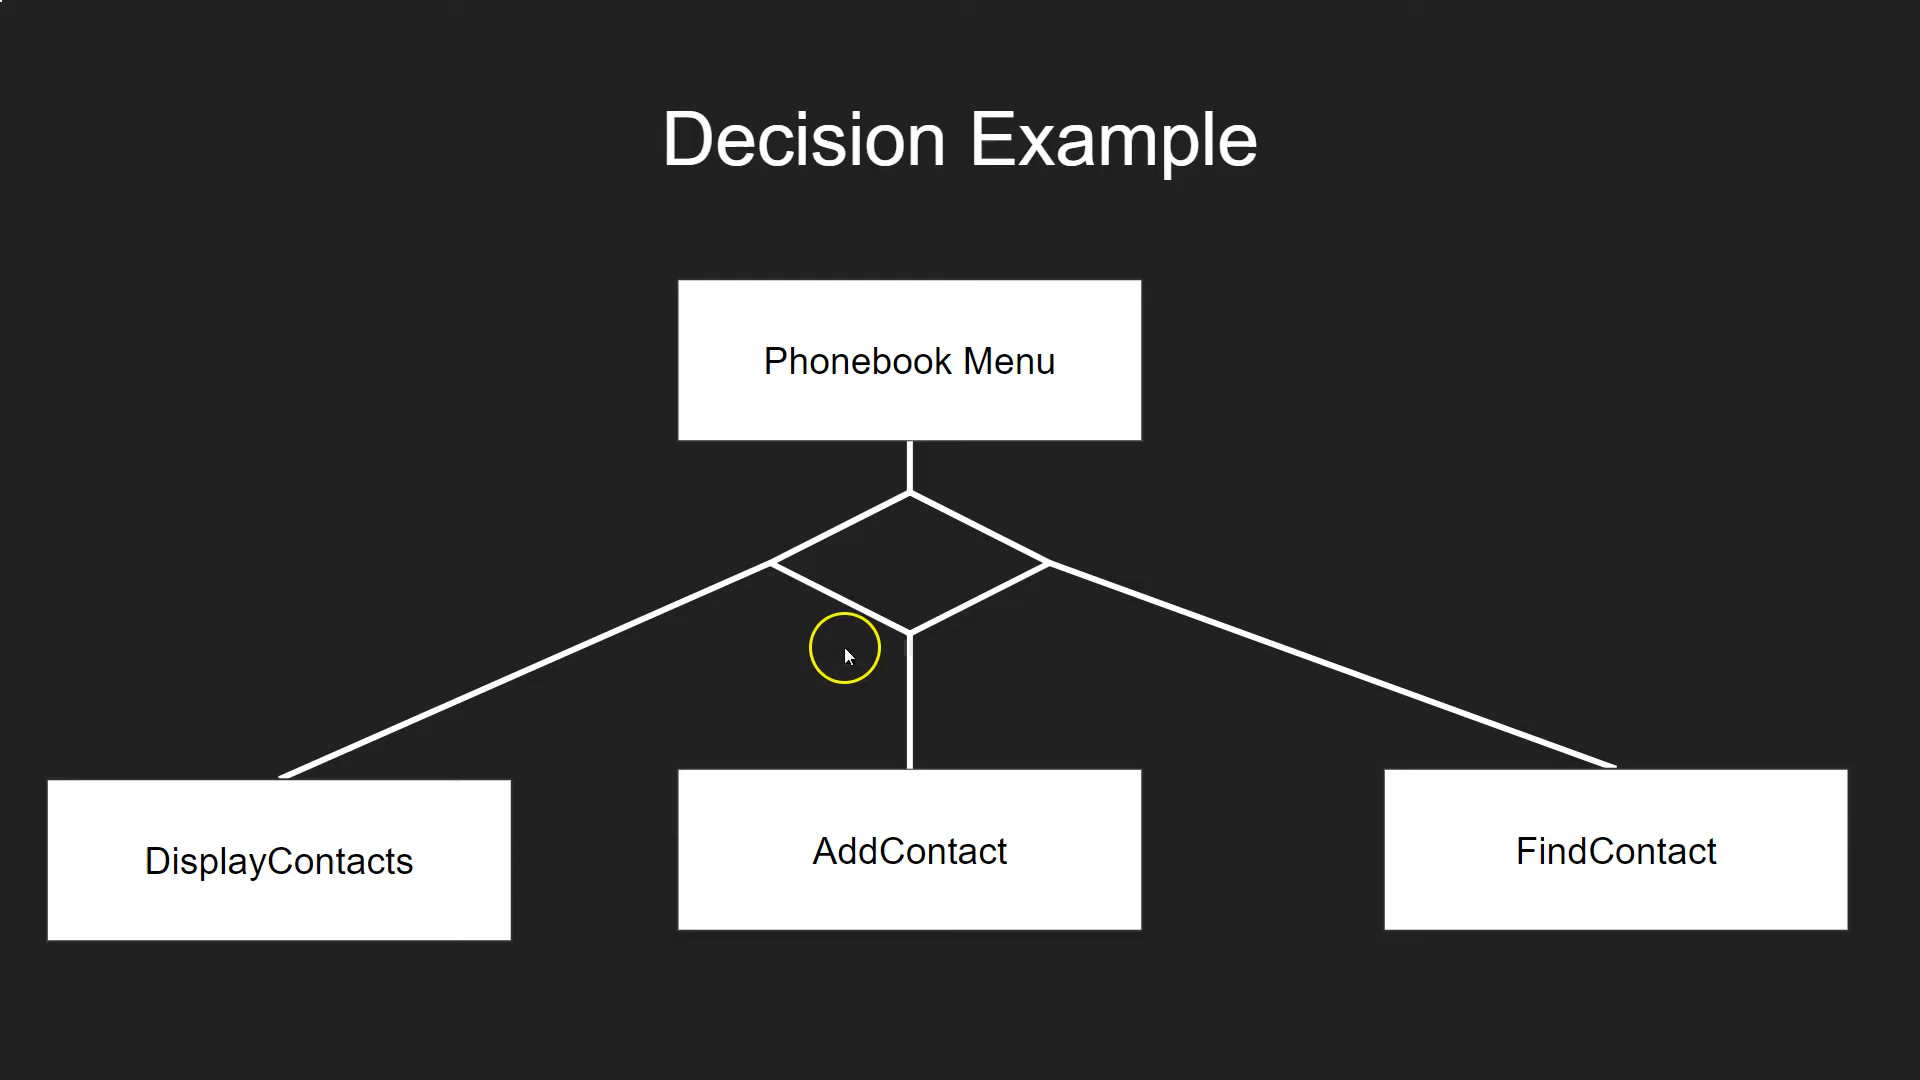 Decision Example
Phonebook Menu
DisplayContacts
AddContact
FindContact